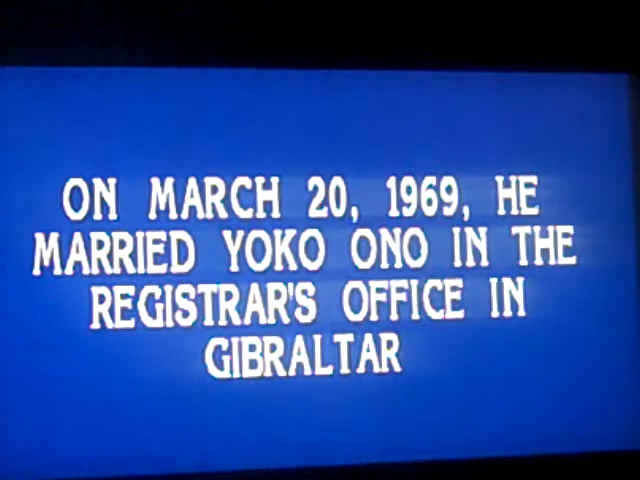 ON MARCH 20, 1969, HE
MARRIED YOKO ONO IN THE
REGISTRAR'S OFFICE IN
GIBRALTAR